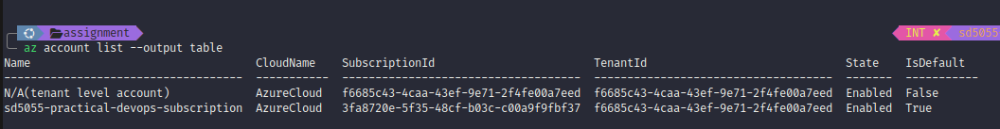 assignment INT ✘ sd5055
az account list --output table
Name CloudName SubscriptionId TenantId State IsDefault
------------------------------------ ----------- ------------------------------------ ------------------------------------ ------- -----------
N/A(tenant level account) AzureCloud f6685c43-4caa-43ef-9e71-2f4fe00a7eed f6685c43-4caa-43ef-9e71-2f4fe00a7eed Enabled False
sd5055-practical-devops-subscription AzureCloud 3fa8720e-5f35-48cf-b03c-c00a9f9fbf37 f6685c43-4caa-43ef-9e71-2f4fe00a7eed Enabled True